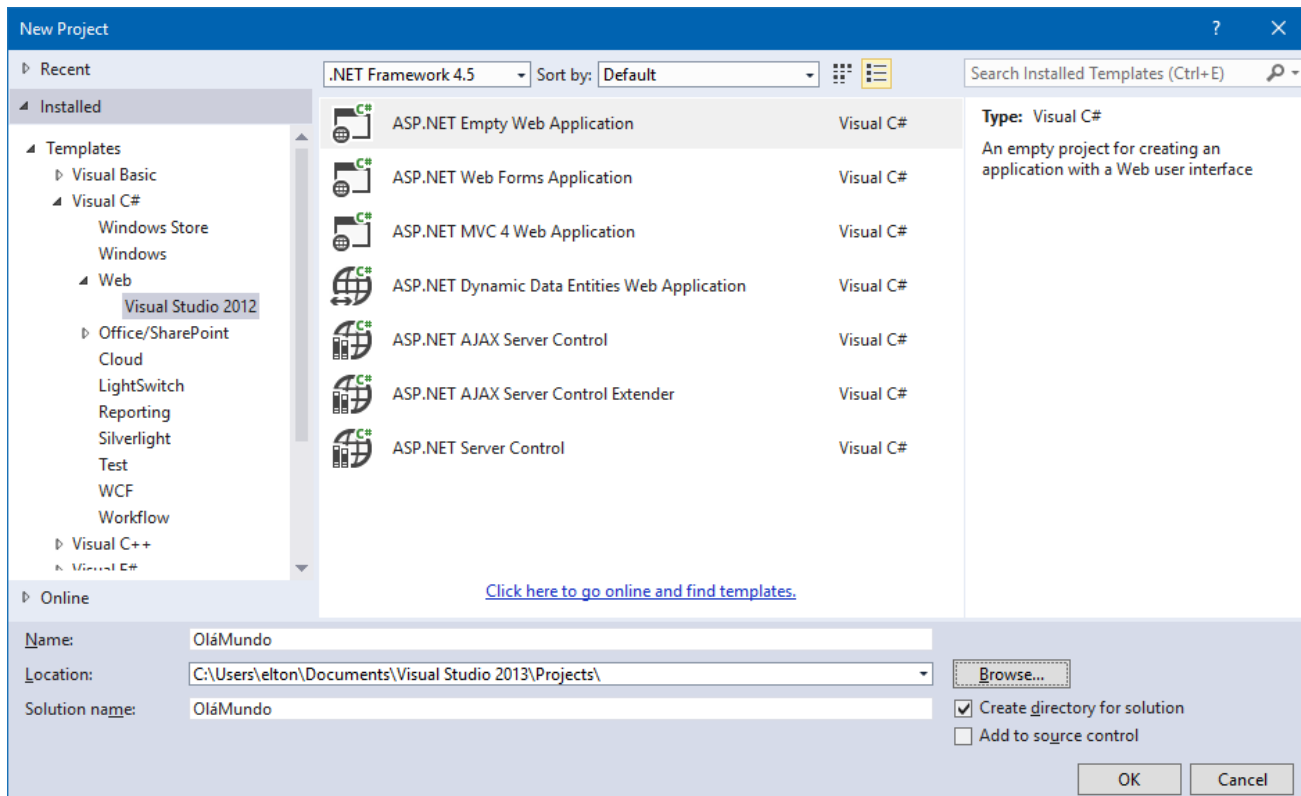 New Project
?
Recent
Installed
Templates
Visual Basic
Visual C#
Windows Store
Windows
Web
Visual Studio 2012
Office/SharePoint
Cloud
LightSwitch
Reporting
Silverlight
Test
WCF
Workflow
Visual C++
Visual F#
Online
.NET Framework 4.5
Sort by: Default
Search Installed Templates (Ctrl+E)
C# ASP.NET Empty Web Application Visual C#
C# ASP.NET Web Forms Application Visual C#
C# ASP.NET MVC 4 Web Application Visual C#
C# ASP.NET Dynamic Data Entities Web Application Visual C#
C# ASP.NET AJAX Server Control Visual C#
C# ASP.NET AJAX Server Control Extender Visual C#
C# ASP.NET Server Control Visual C#
Click here to go online and find templates.
Type: Visual C#
An empty project for creating an
application with a Web user interface
Name: OláMundo
Location: C:\Users\elton\Documents\Visual Studio 2013\Projects\
Browse...
Solution name: OláMundo
Create directory for solution
Add to source control
OK
Cancel